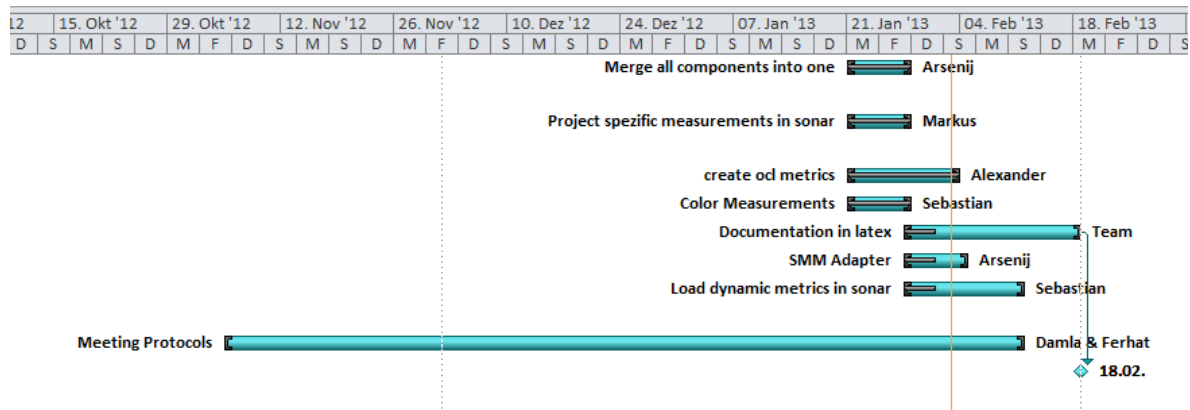 12 15. Okt '12 29. Okt '12 12. Nov '12 26. Nov '12 10. Dez '12 24. Dez '12 07. Jan '13 21. Jan '13 04. Feb '13 18. Feb '13
D S M S D M F D S M S D M F D S M S D M F D S M S D M F D S M S D M F D S
Merge all components into one Arsenij
Project spezific measurements in sonar Markus
create ocl metrics Alexander
Color Measurements Sebastian
Documentation in latex Team
SMM Adapter Arsenij
Load dynamic metrics in sonar Sebastian
Meeting Protocols Damla & Ferhat
18.02.